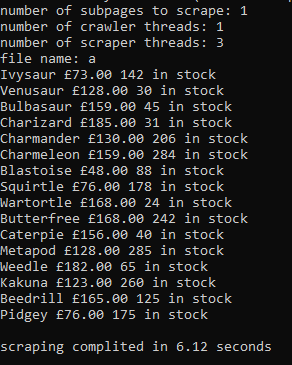 number of subpages to scrape: 1
number of crawler threads: 1
number of scraper threads: 3
file name: a
Ivysaur £73.00 142 in stock
Venusaur £128.00 30 in stock
Bulbasaur £159.00 45 in stock
Charizard £185.00 31 in stock
Charmander £130.00 206 in stock
Charmeleon £159.00 284 in stock
Blastoise £48.00 88 in stock
Squirtle £76.00 178 in stock
Wartortle £168.00 24 in stock
Butterfree £168.00 242 in stock
Caterpie £156.00 40 in stock
Metapod £128.00 285 in stock
Weedle £182.00 65 in stock
Kakuna £123.00 260 in stock
Beedrill £165.00 125 in stock
Pidgey £76.00 175 in stock
scraping complited in 6.12 seconds